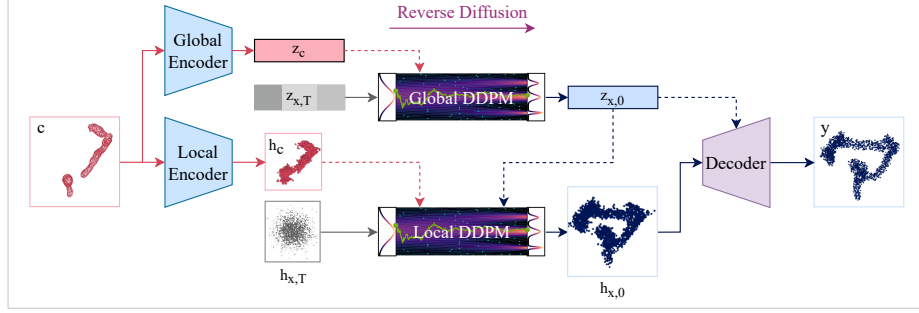 Reverse Diffusion
Global
Encoder
z_c
z_{x,T}
Global DDPM
z_{x,0}
c
Local
Encoder
h_c
Decoder
y
Local DDPM
h_{x,T}
h_{x,0}